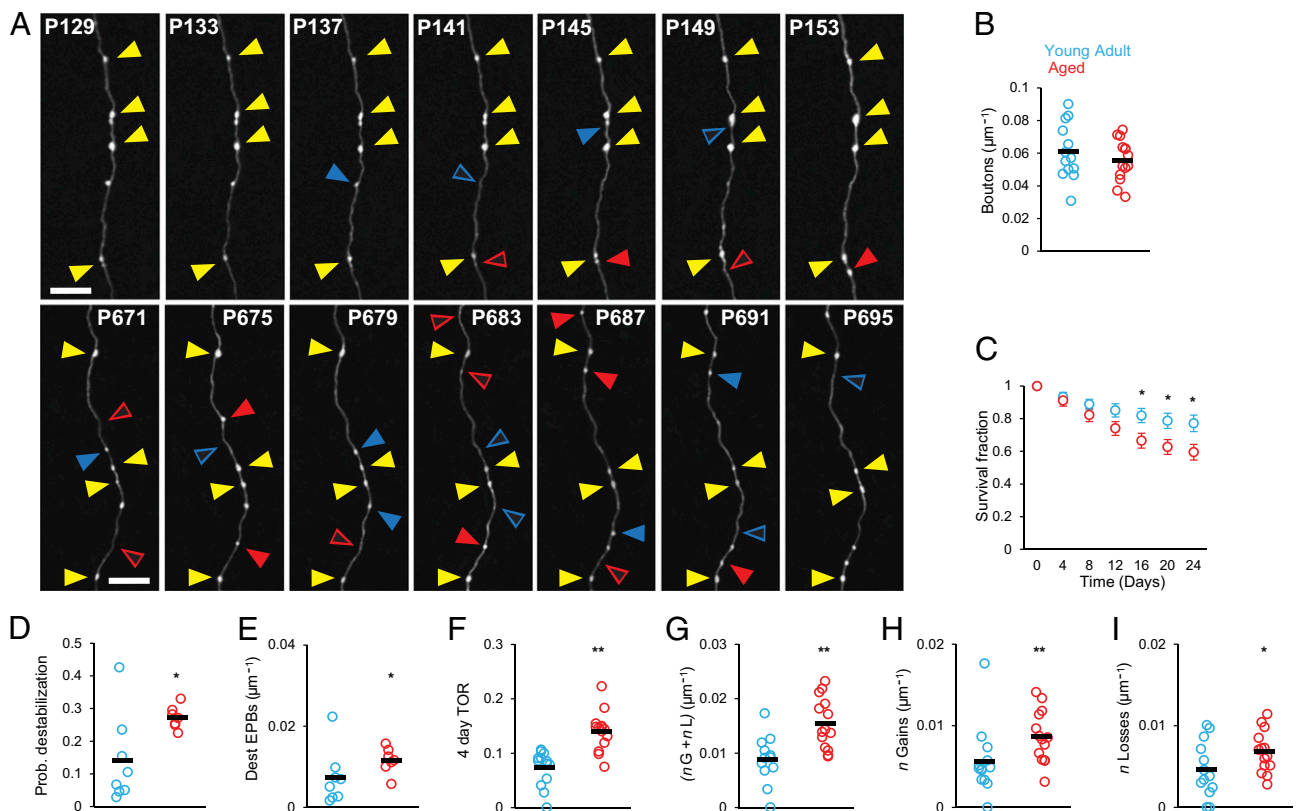 A
P129 P133 P137 P141 P145 P149 P153
P671 P675 P679 P683 P687 P691 P695
B
Young Adult
Aged
Boutons (µm⁻¹)
0.1
0.08
0.06
0.04
0.02
0
C
Survival fraction
1
0.8
0.6
0.4
0.2
0
* * *
0 4 8 12 16 20 24
Time (Days)
D
Prob. destabilization
0.5
0.4
0.3
0.2
0.1
0
*
E
Dest EPBs (µm⁻¹)
0.04
0.02
0
*
F
4 day TOR
0.3
0.2
0.1
0
**
G
(n G + n L) (µm⁻¹)
0.03
0.02
0.01
0
**
H
n Gains (µm⁻¹)
0.02
0.01
0
**
I
n Losses (µm⁻¹)
0.02
0.01
0
*